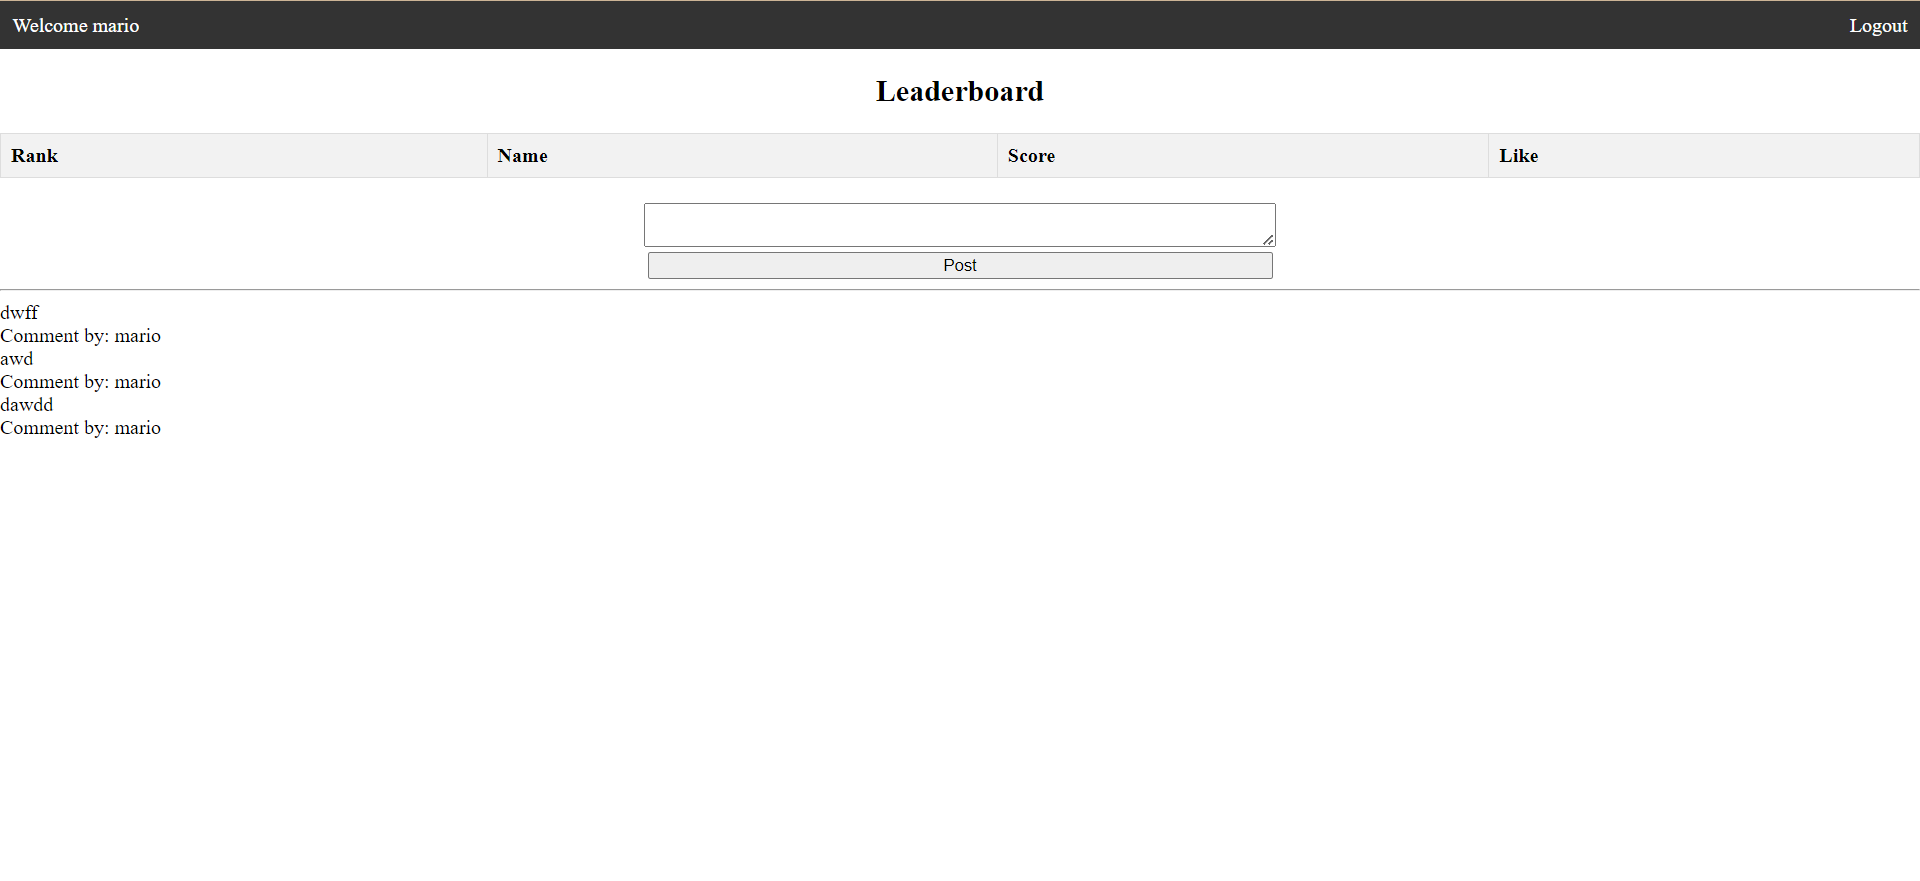 Welcome mario Logout
Leaderboard
Rank Name Score Like
Post
dwff
Comment by: mario
awd
Comment by: mario
dawdd
Comment by: mario